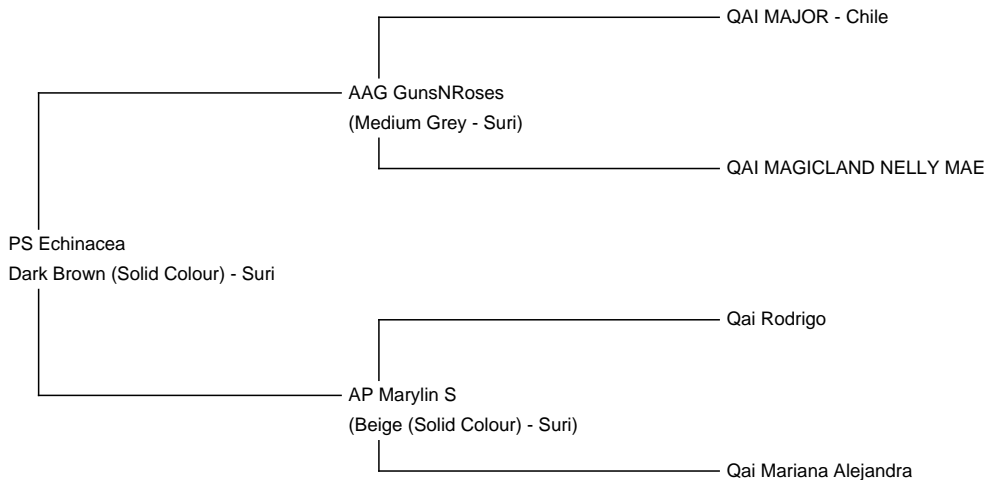 QAI MAJOR - Chile
AAG GunsNRoses
(Medium Grey - Suri)
QAI MAGICLAND NELLY MAE
PS Echinacea
Dark Brown (Solid Colour) - Suri
Qai Rodrigo
AP Marylin S
(Beige (Solid Colour) - Suri)
Qai Mariana Alejandra